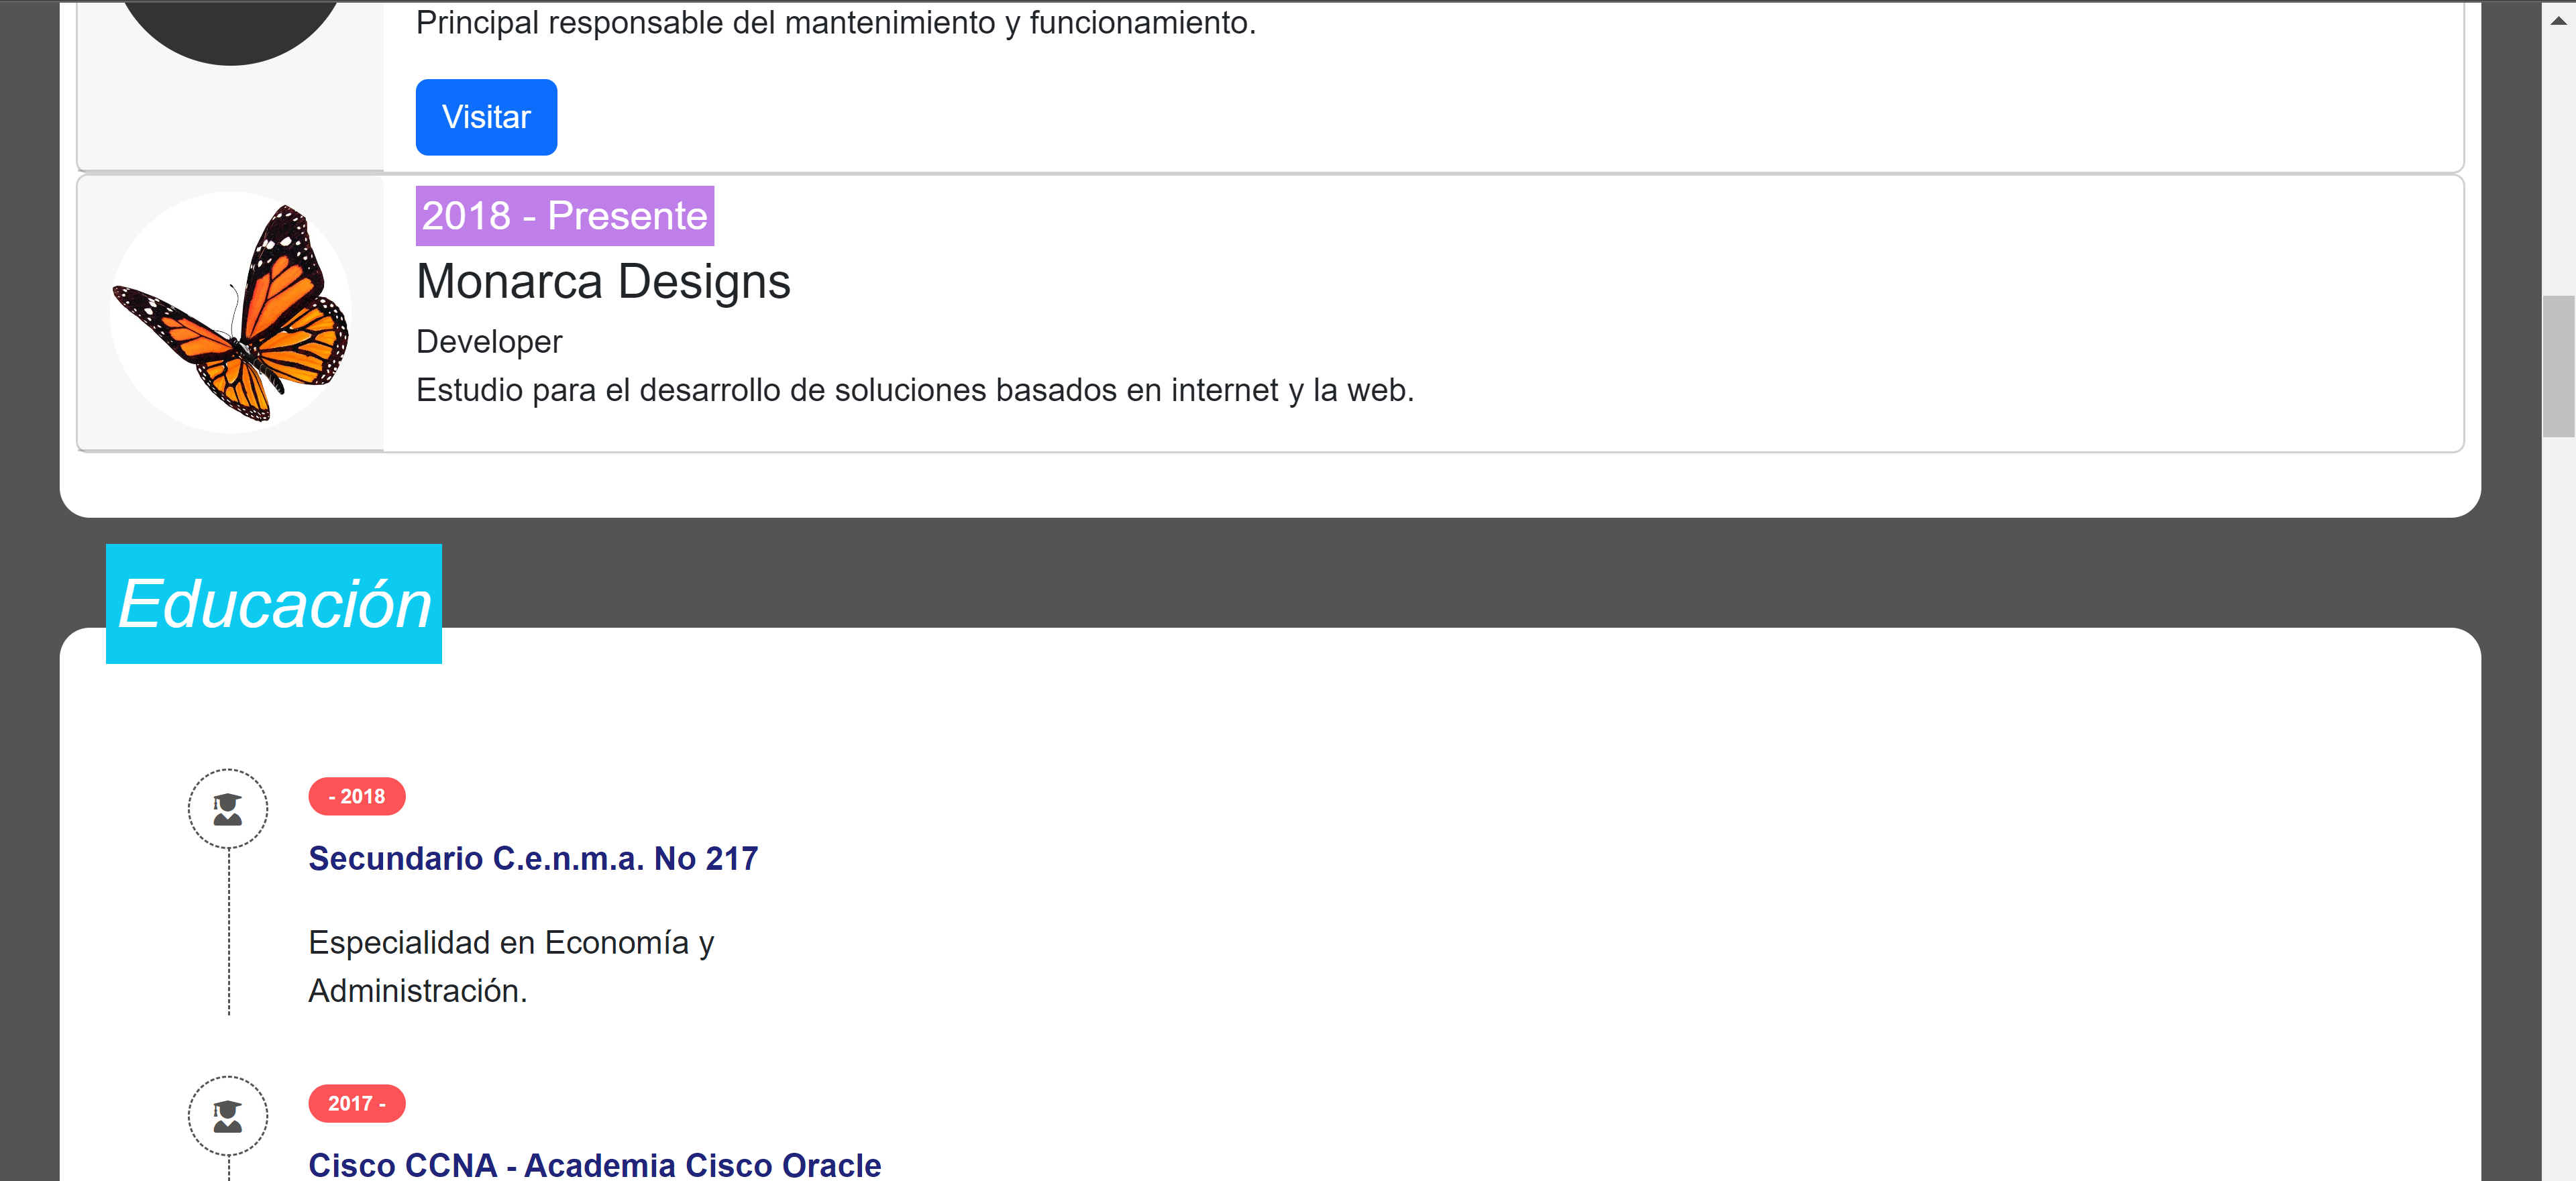 Principal responsable del mantenimiento y funcionamiento.
Visitar
2018 - Presente
Monarca Designs
Developer
Estudio para el desarrollo de soluciones basados en internet y la web.
Educación
- 2018
Secundario C.e.n.m.a. No 217
Especialidad en Economía y
Administración.
2017 -
Cisco CCNA - Academia Cisco Oracle